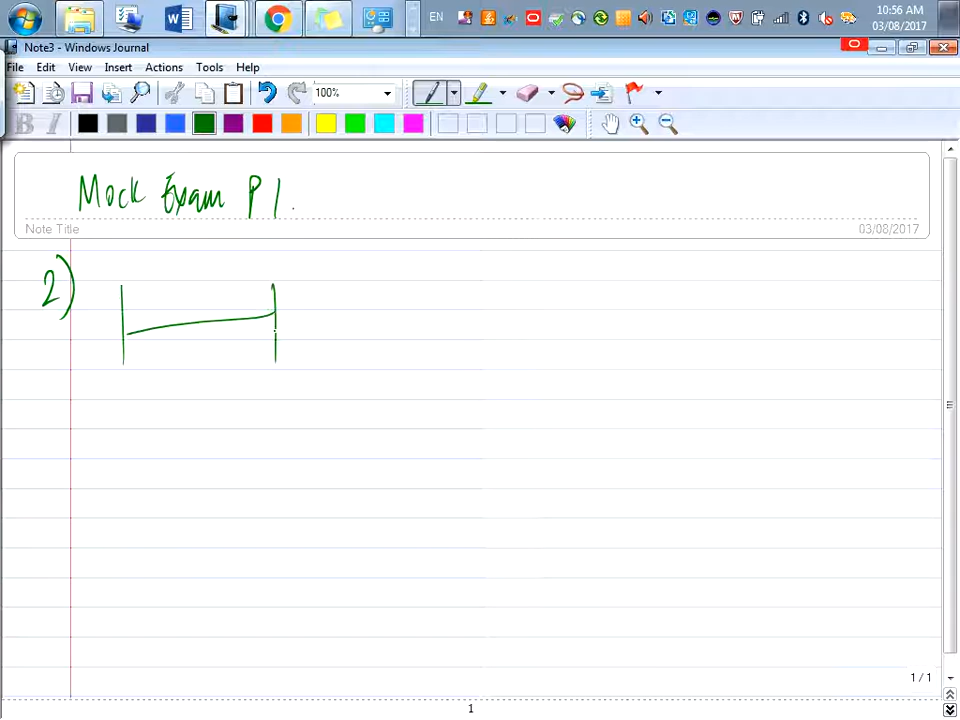 EN
10:56 AM
03/08/2017
Note3 - Windows Journal
File Edit View Insert Actions Tools Help
100%
B I
Mock Exam P1.
Note Title
03/08/2017
2)
1 / 1
1